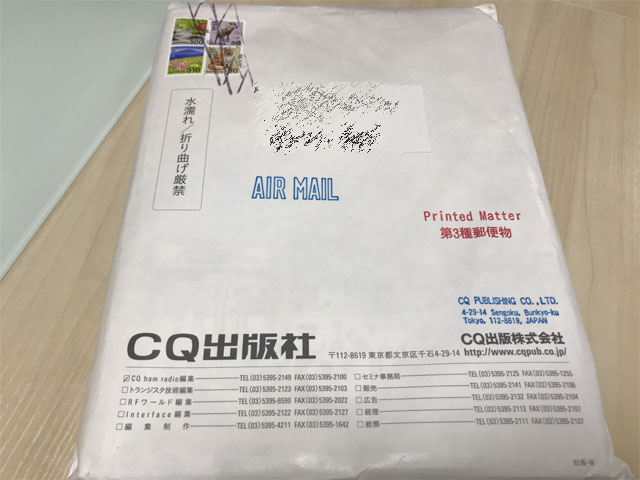 500
50
310
水濡れ/折り曲げ厳禁
AIR MAIL
Printed Matter
第3種郵便物
CQ PUBLISHING CO.,LTD.
4-29-14 Sengoku, Bunkyo-ku
Tokyo, 112-8619, JAPAN
CQ出版社
〒112-8619 東京都文京区千石4-29-14
CQ出版株式会社
http://www.cqpub.co.jp/
☑CQ ham radio編集 TEL(03)5395-2149 FAX(03)5395-2100
□トランジスタ技術編集 TEL(03)5395-2123 FAX(03)5395-2103
□RFワールド編集 TEL(03)5395-6590 FAX(03)5395-2022
□Interface編集 TEL(03)5395-2122 FAX(03)5395-2127
□編集制作 TEL(03)5395-4211 FAX(03)5395-1642
□セミナ事務局 TEL(03)5395-2125 FAX(03)5395-1255
□販売 TEL(03)5395-2141 FAX(03)5395-2106
□広告 TEL(03)5395-2132 FAX(03)5395-2104
□経理 TEL(03)5395-2113 FAX(03)5395-2108
□総務 TEL(03)5395-2111 FAX(03)5395-2107